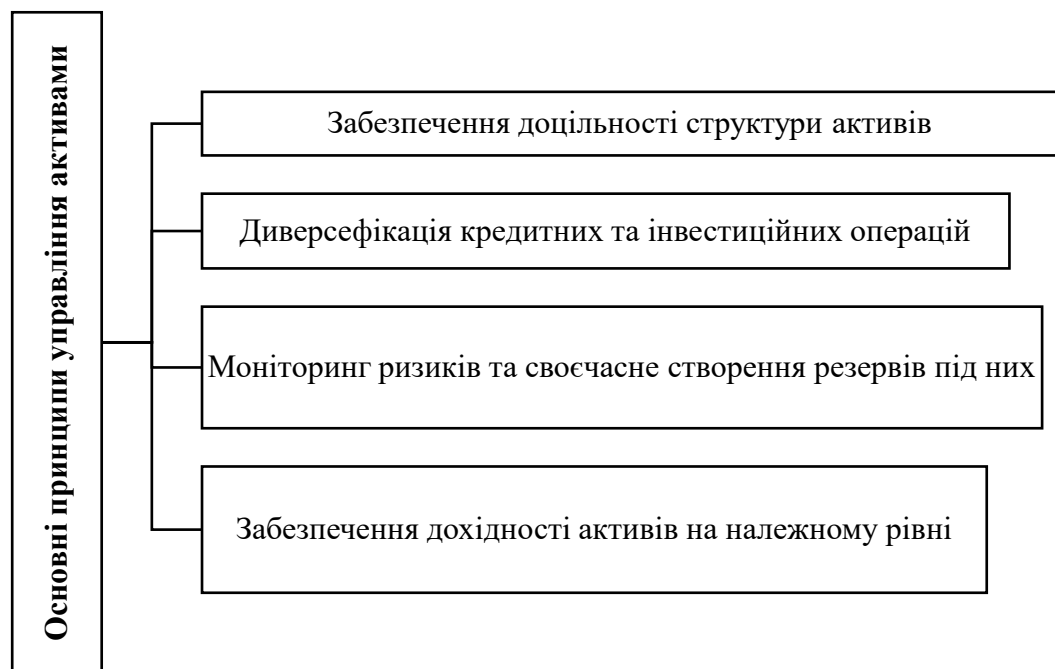 Основні принципи управління активами
Забезпечення доцільності структури активів
Диверсефікація кредитних та інвестиційних операцій
Моніторинг ризиків та своєчасне створення резервів під них
Забезпечення дохідності активів на належному рівні